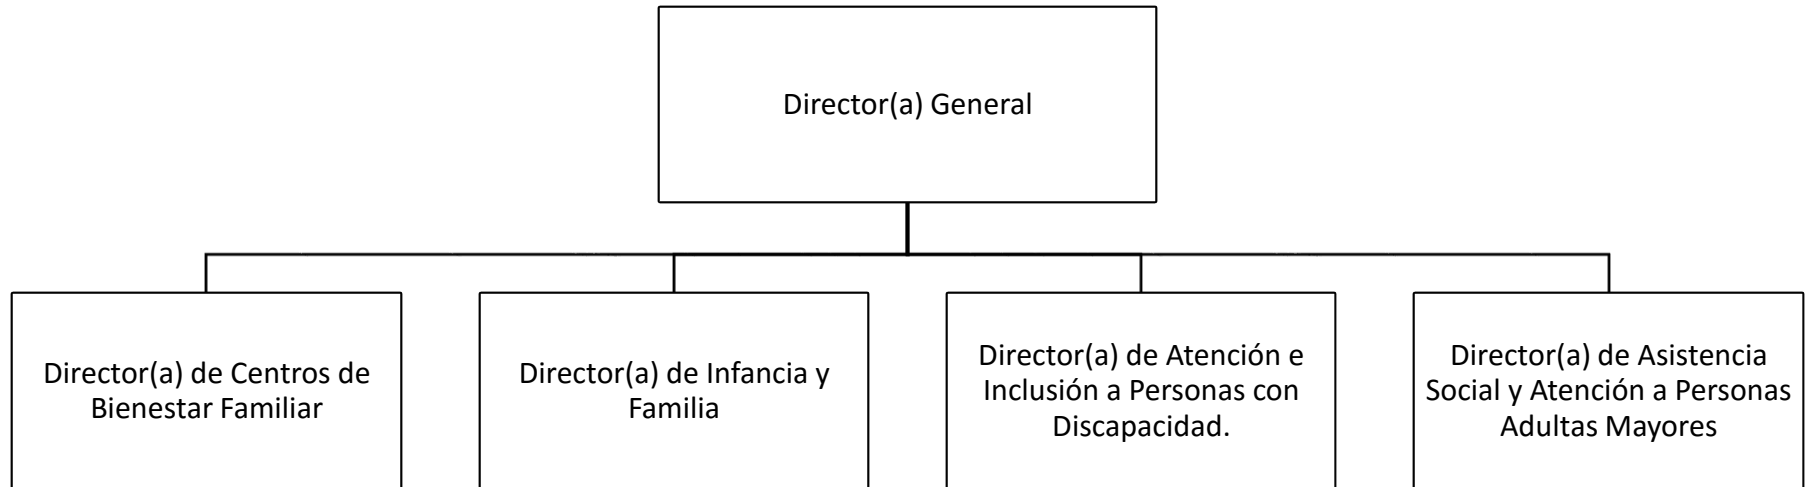 Director(a) General
Director(a) de Centros de
Bienestar Familiar
Director(a) de Infancia y
Familia
Director(a) de Atención e
Inclusión a Personas con
Discapacidad.
Director(a) de Asistencia
Social y Atención a Personas
Adultas Mayores